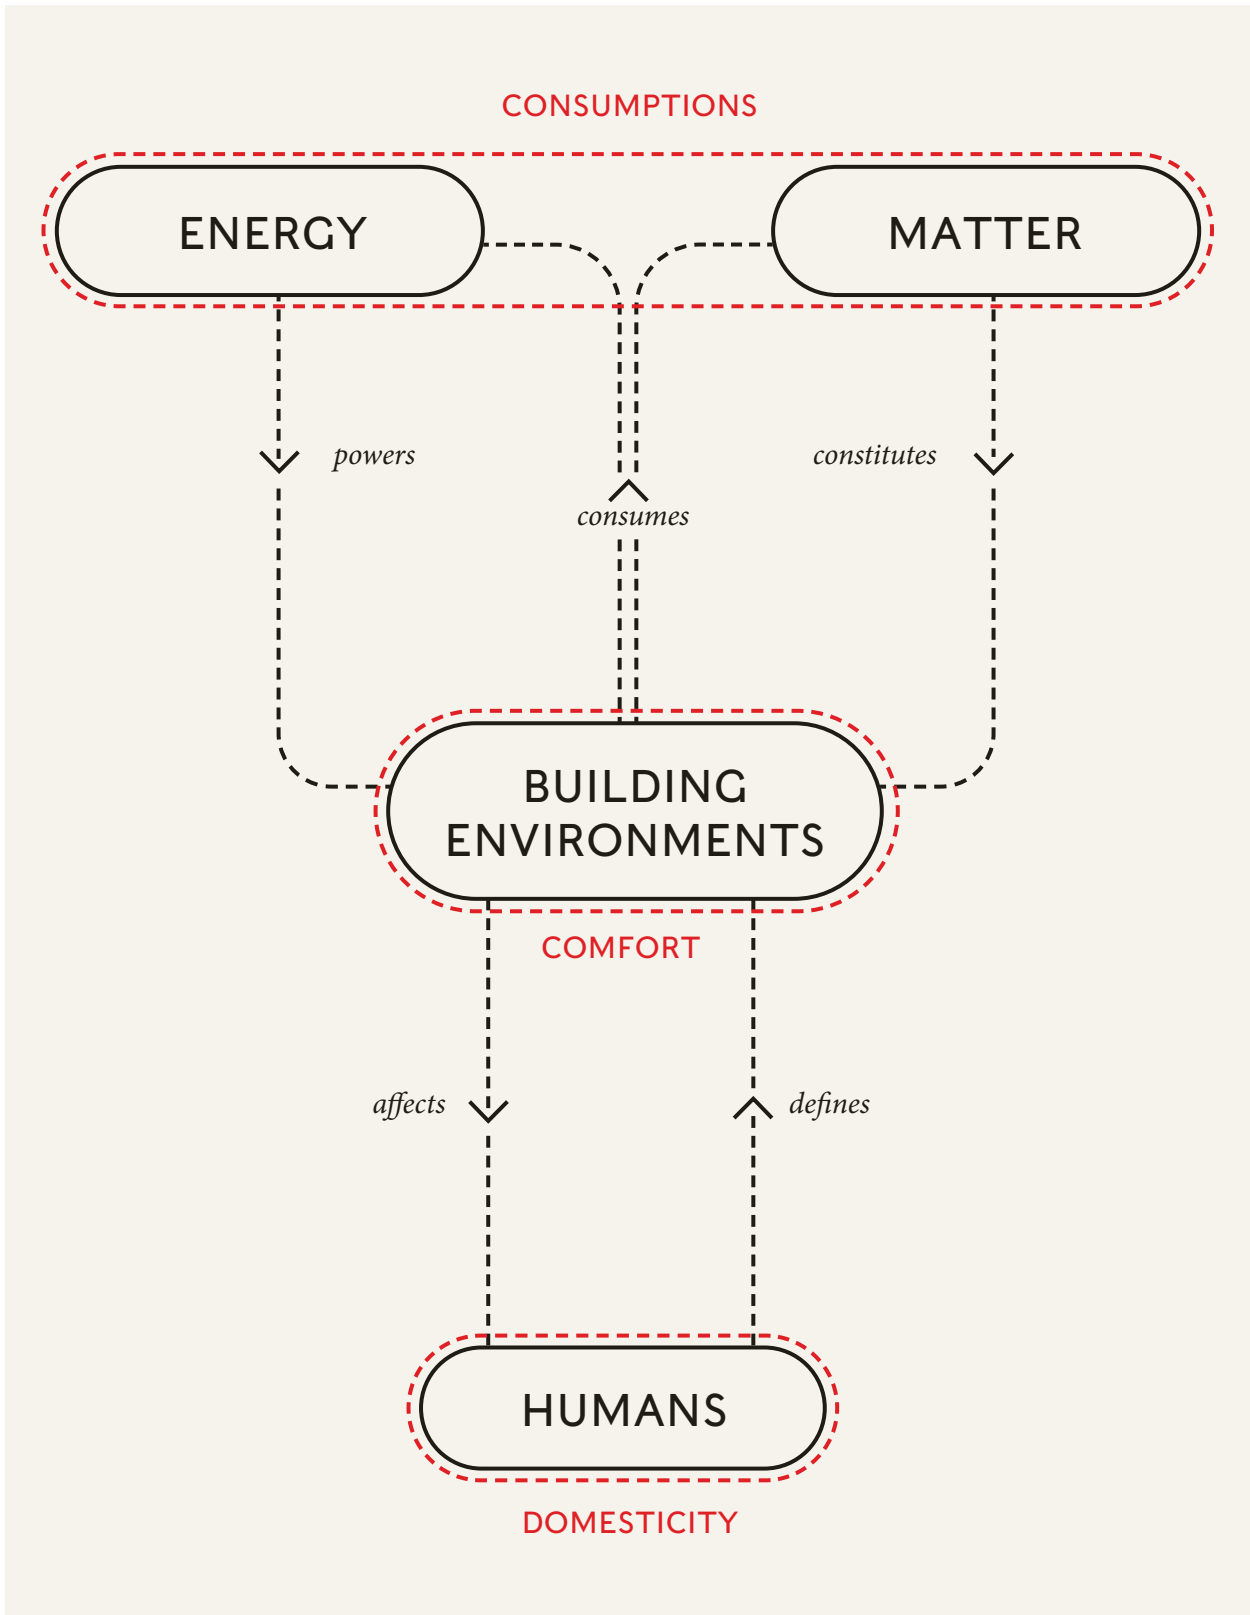 CONSUMPTIONS
ENERGY
MATTER
powers
constitutes
consumes
BUILDING
ENVIRONMENTS
COMFORT
affects
defines
HUMANS
DOMESTICITY